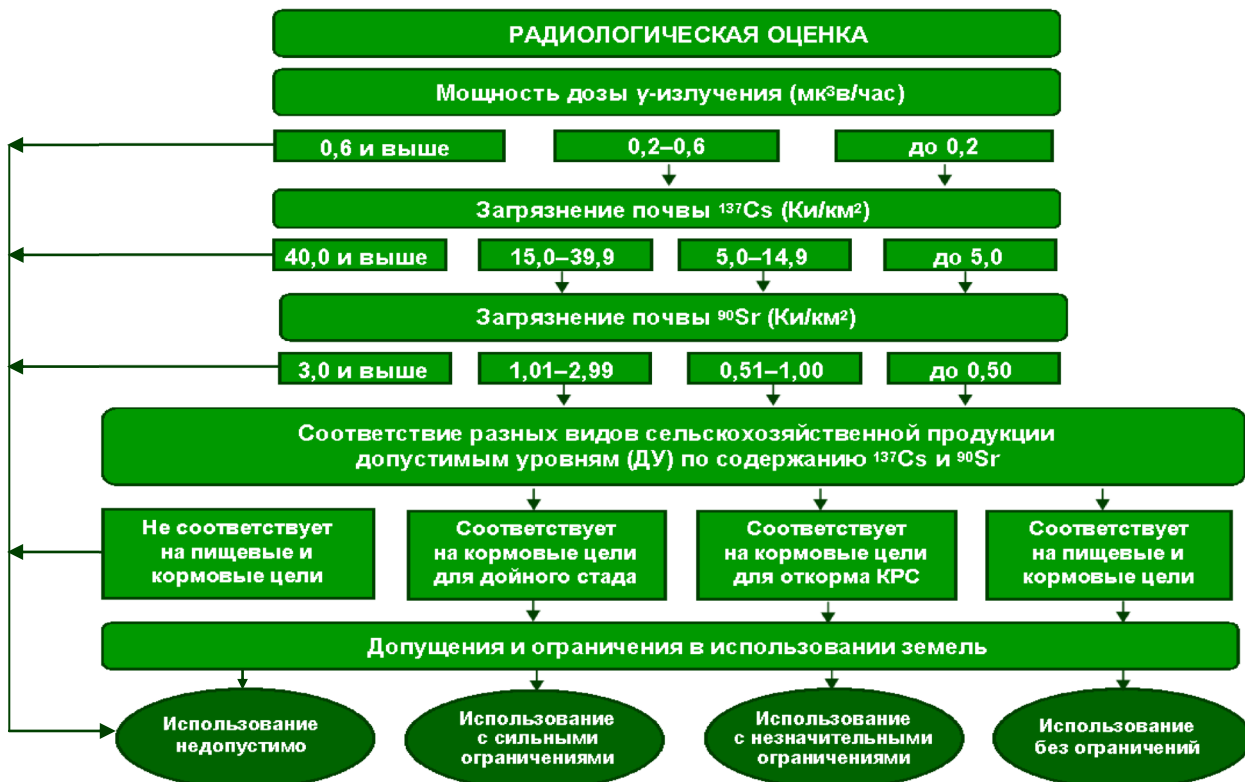 РАДИОЛОГИЧЕСКАЯ ОЦЕНКА
Мощность дозы γ-излучения (мк³в/час)
0,6 и выше
0,2–0,6
до 0,2
Загрязнение почвы ¹³⁷Cs (Ки/км²)
40,0 и выше
15,0–39,9
5,0–14,9
до 5,0
Загрязнение почвы ⁹⁰Sr (Ки/км²)
3,0 и выше
1,01–2,99
0,51–1,00
до 0,50
Соответствие разных видов сельскохозяйственной продукции
допустимым уровням (ДУ) по содержанию ¹³⁷Cs и ⁹⁰Sr
Не соответствует
на пищевые и
кормовые цели
Соответствует
на кормовые цели
для дойного стада
Соответствует
на кормовые цели
для откорма КРС
Соответствует
на пищевые и
кормовые цели
Допущения и ограничения в использовании земель
Использование
недопустимо
Использование
с сильными
ограничениями
Использование
с незначительными
ограничениями
Использование
без ограничений